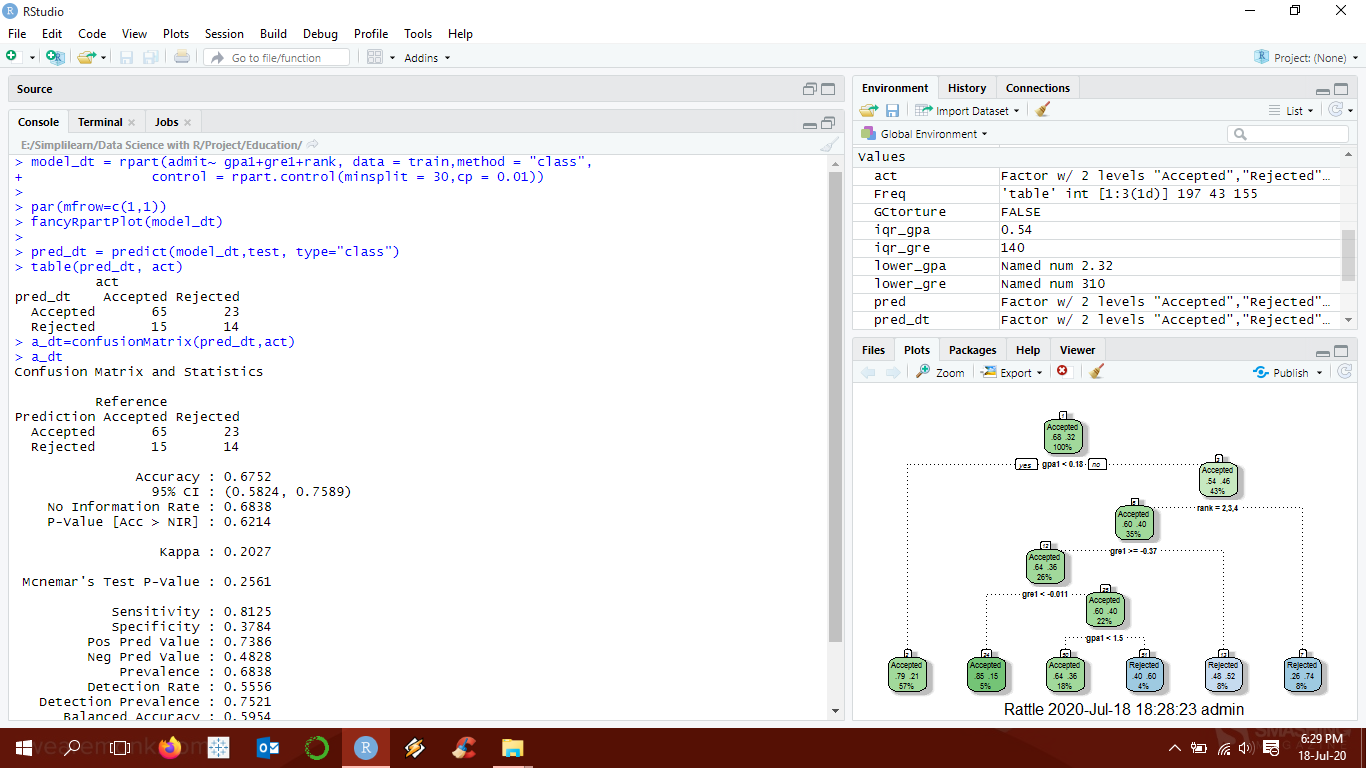 RStudio
File Edit Code View Plots Session Build Debug Profile Tools Help
Go to file/function Addins Project: (None)
Source
Console Terminal Jobs
E:/Simplilearn/Data Science with R/Project/Education/
> model_dt = rpart(admit~ gpa1+gre1+rank, data = train,method = "class",
+ control = rpart.control(minsplit = 30,cp = 0.01))
>
> par(mfrow=c(1,1))
> fancyRpartPlot(model_dt)
>
> pred_dt = predict(model_dt,test, type="class")
> table(pred_dt, act)
act
pred_dt Accepted Rejected
Accepted 65 23
Rejected 15 14
> a_dt=confusionMatrix(pred_dt,act)
> a_dt
Confusion Matrix and Statistics
Reference
Prediction Accepted Rejected
Accepted 65 23
Rejected 15 14
Accuracy : 0.6752
95% CI : (0.5824, 0.7589)
No Information Rate : 0.6838
P-Value [Acc > NIR] : 0.6214
Kappa : 0.2027
Mcnemar's Test P-Value : 0.2561
Sensitivity : 0.8125
Specificity : 0.3784
Pos Pred Value : 0.7386
Neg Pred Value : 0.4828
Prevalence : 0.6838
Detection Rate : 0.5556
Detection Prevalence : 0.7521
Balanced Accuracy : 0.5954
Environment History Connections
Import Dataset List
Global Environment
Values
act Factor w/ 2 levels "Accepted","Rejected"…
Freq 'table' int [1:3(1d)] 197 43 155
GCtorture FALSE
iqr_gpa 0.54
iqr_gre 140
lower_gpa Named num 2.32
lower_gre Named num 310
pred Factor w/ 2 levels "Accepted","Rejected"…
pred_dt Factor w/ 2 levels "Accepted","Rejected"…
Files Plots Packages Help Viewer
Zoom Export Publish
1
Accepted
.68 .32
100%
yes gpa1 < 0.18 no
3
Accepted
.54 .46
43%
rank = 2,3,4
6
Accepted
.60 .40
35%
gre1 >= -0.37
12
Accepted
.64 .36
26%
gre1 < -0.011
25
Accepted
.60 .40
22%
gpa1 < 1.5
2 24 50 51 13 7
Accepted Accepted Accepted Rejected Rejected Rejected
.79 .21 .85 .15 .64 .36 .40 .60 .48 .52 .26 .74
57% 5% 18% 4% 8% 8%
Rattle 2020-Jul-18 18:28:23 admin
6:29 PM
18-Jul-20